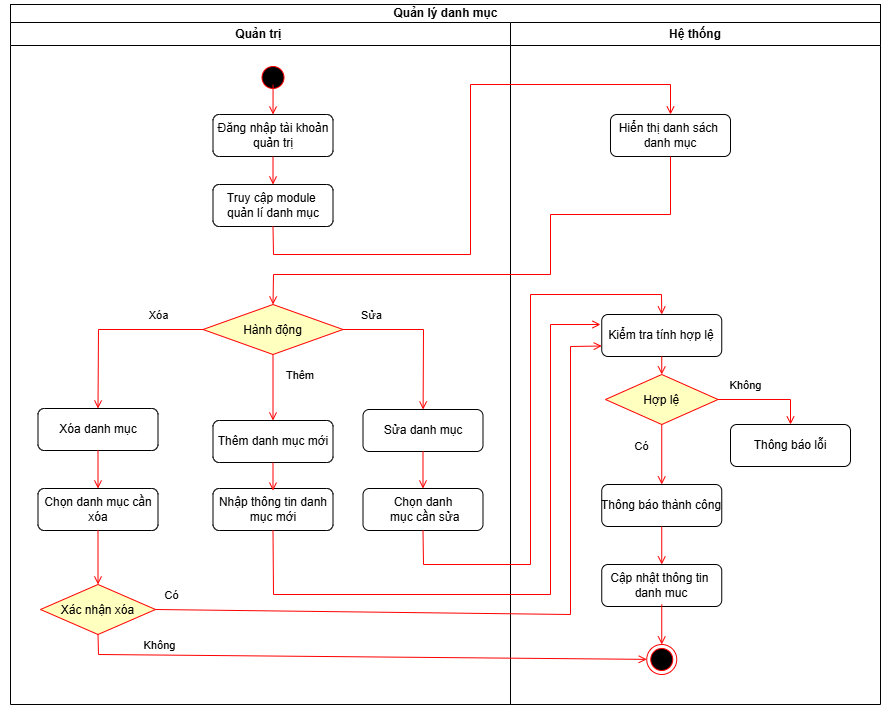 Quản lý danh mục
Quản trị
Hệ thống
Đăng nhập tài khoản
quản trị
Hiển thị danh sách
danh mục
Truy cập module
quản lí danh mục
Xóa
Hành động
Sửa
Thêm
Kiểm tra tính hợp lệ
Hợp lệ
Không
Có
Thông báo lỗi
Xóa danh mục
Thêm danh mục mới
Sửa danh mục
Chọn danh mục cần
xóa
Nhập thông tin danh
mục mới
Chọn danh
mục cần sửa
Thông báo thành công
Cập nhật thông tin
danh muc
Xác nhận xóa
Có
Không